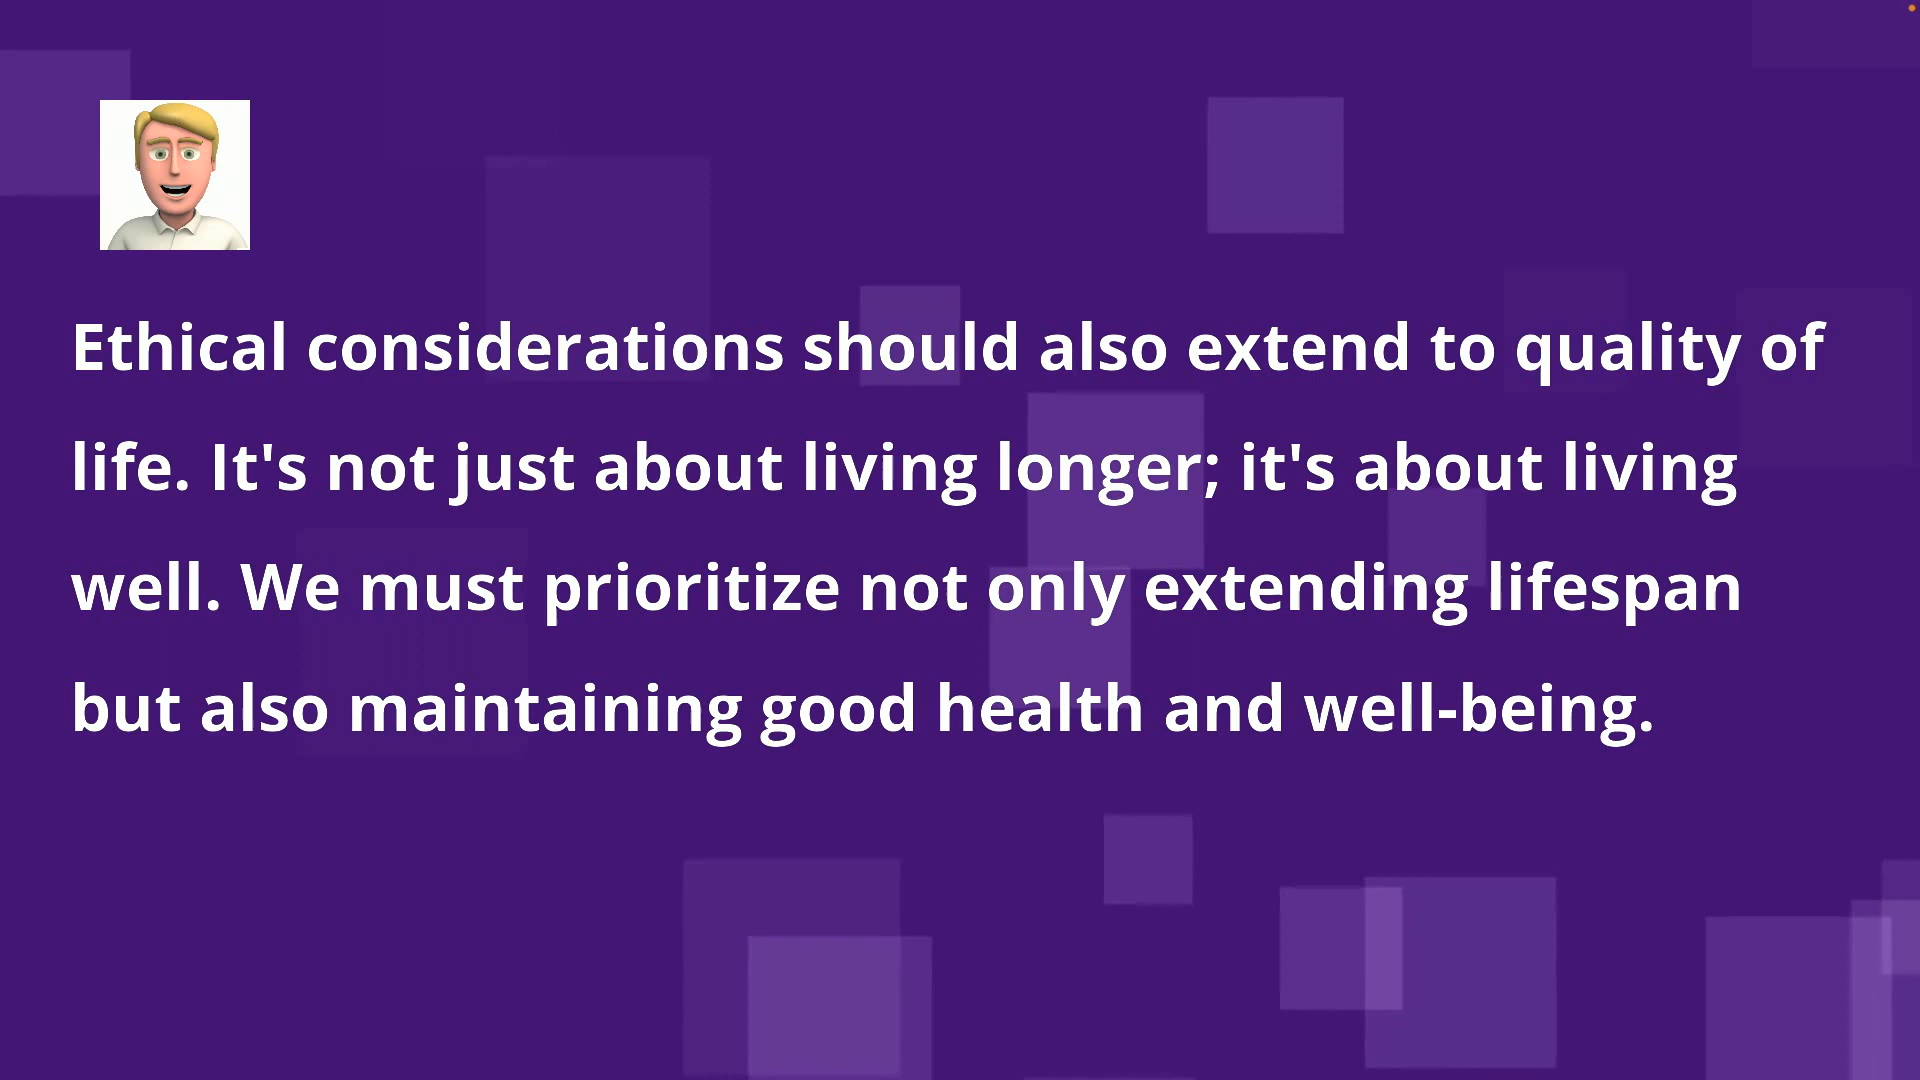 Ethical considerations should also extend to quality of
life. It's not just about living longer; it's about living
well. We must prioritize not only extending lifespan
but also maintaining good health and well-being.